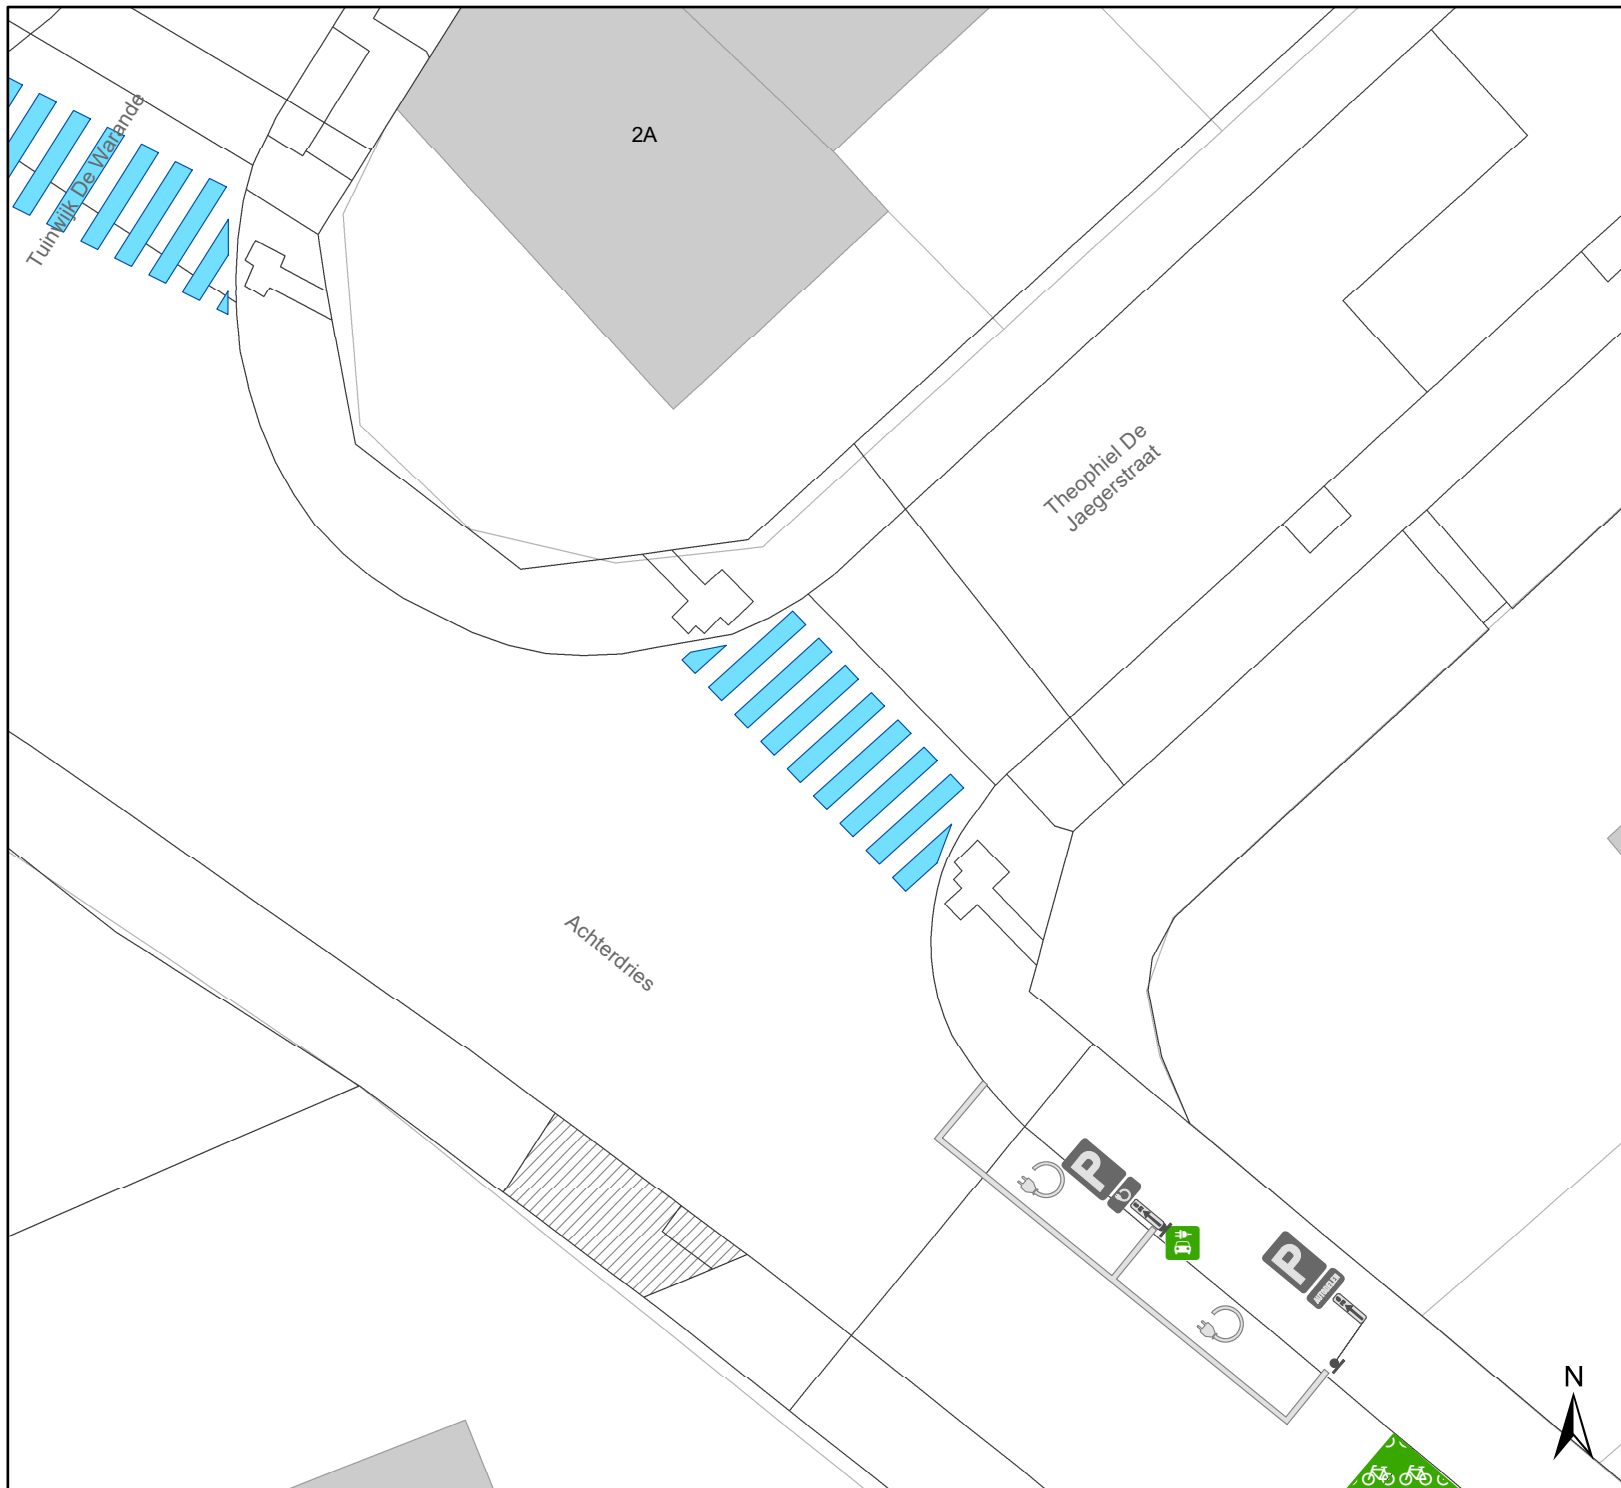 2A
Tuinwijk De Warande
Theophiel De
Jaegerstraat
Achterdries
P
P
N